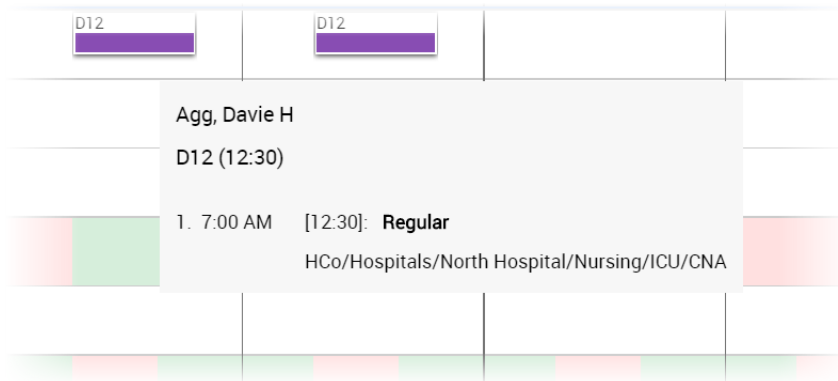 D12
D12
Agg, Davie H
D12 (12:30)
1. 7:00 AM [12:30]: Regular
HCo/Hospitals/North Hospital/Nursing/ICU/CNA